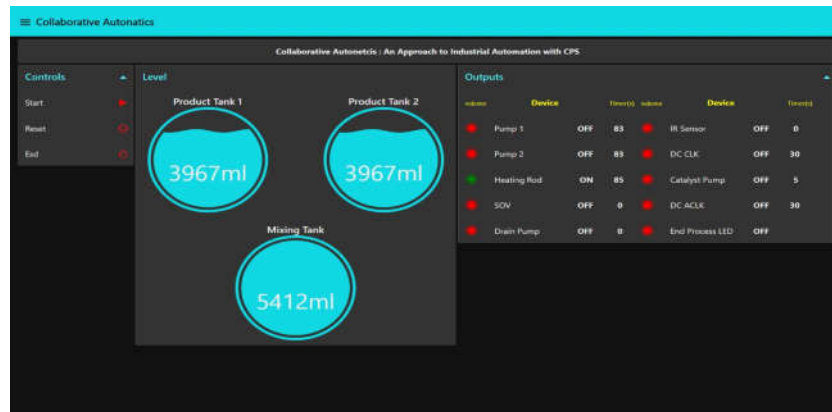 Collaborative Autonatics
Collaborative Autonetcis : An Approach to Industrial Automation with CPS
Controls
Start
Reset
End
Level
Product Tank 1
3967ml
Product Tank 2
3967ml
Mixing Tank
5412ml
Outputs
Device Timer(s) Device Timer(s)
Pump 1 OFF 83 IR Sensor OFF 0
Pump 2 OFF 83 DC CLK OFF 30
Heating Rod ON 85 Catalyst Pump OFF 5
SOV OFF 0 DC ACLK OFF 30
Drain Pump OFF 0 End Process LED OFF